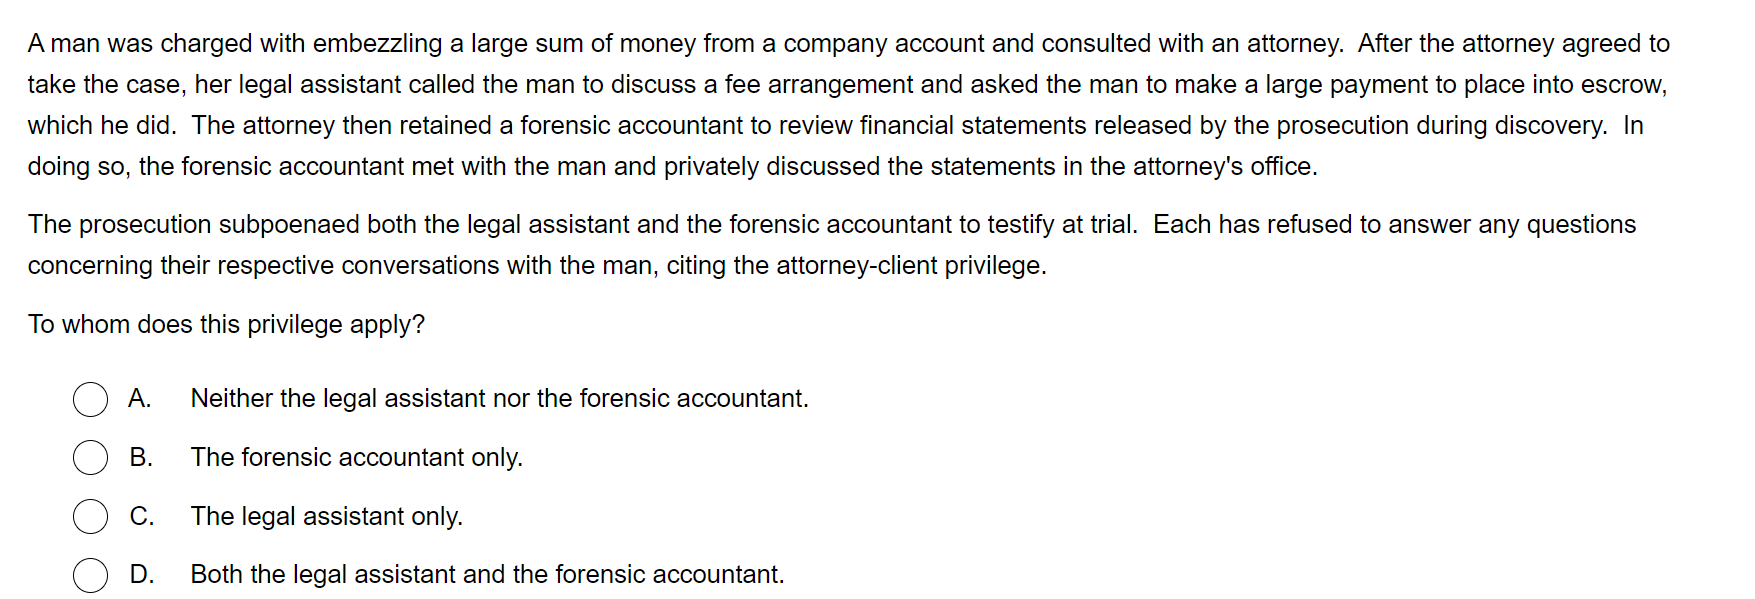 A man was charged with embezzling a large sum of money from a company account and consulted with an attorney.  After the attorney agreed to
take the case, her legal assistant called the man to discuss a fee arrangement and asked the man to make a large payment to place into escrow,
which he did.  The attorney then retained a forensic accountant to review financial statements released by the prosecution during discovery.  In
doing so, the forensic accountant met with the man and privately discussed the statements in the attorney's office.
The prosecution subpoenaed both the legal assistant and the forensic accountant to testify at trial.  Each has refused to answer any questions
concerning their respective conversations with the man, citing the attorney-client privilege.
To whom does this privilege apply?
A. Neither the legal assistant nor the forensic accountant.
B. The forensic accountant only.
C. The legal assistant only.
D. Both the legal assistant and the forensic accountant.